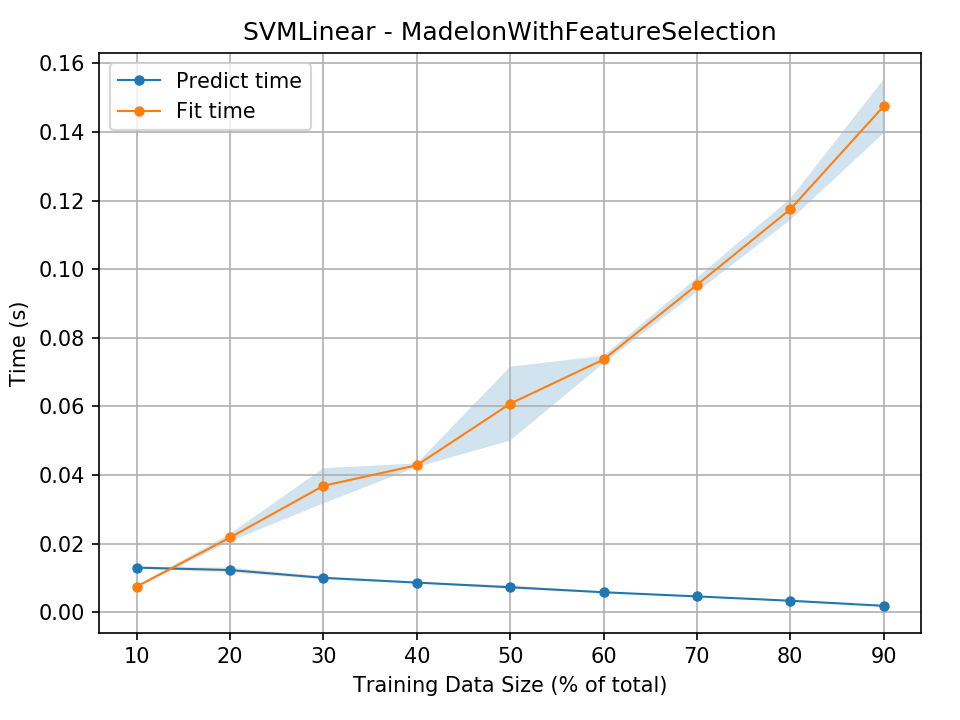 SVMLinear - MadelonWithFeatureSelection
Predict time
Fit time
0.16
0.14
0.12
0.10
0.08
0.06
0.04
0.02
0.00
Time (s)
10 20 30 40 50 60 70 80 90
Training Data Size (% of total)